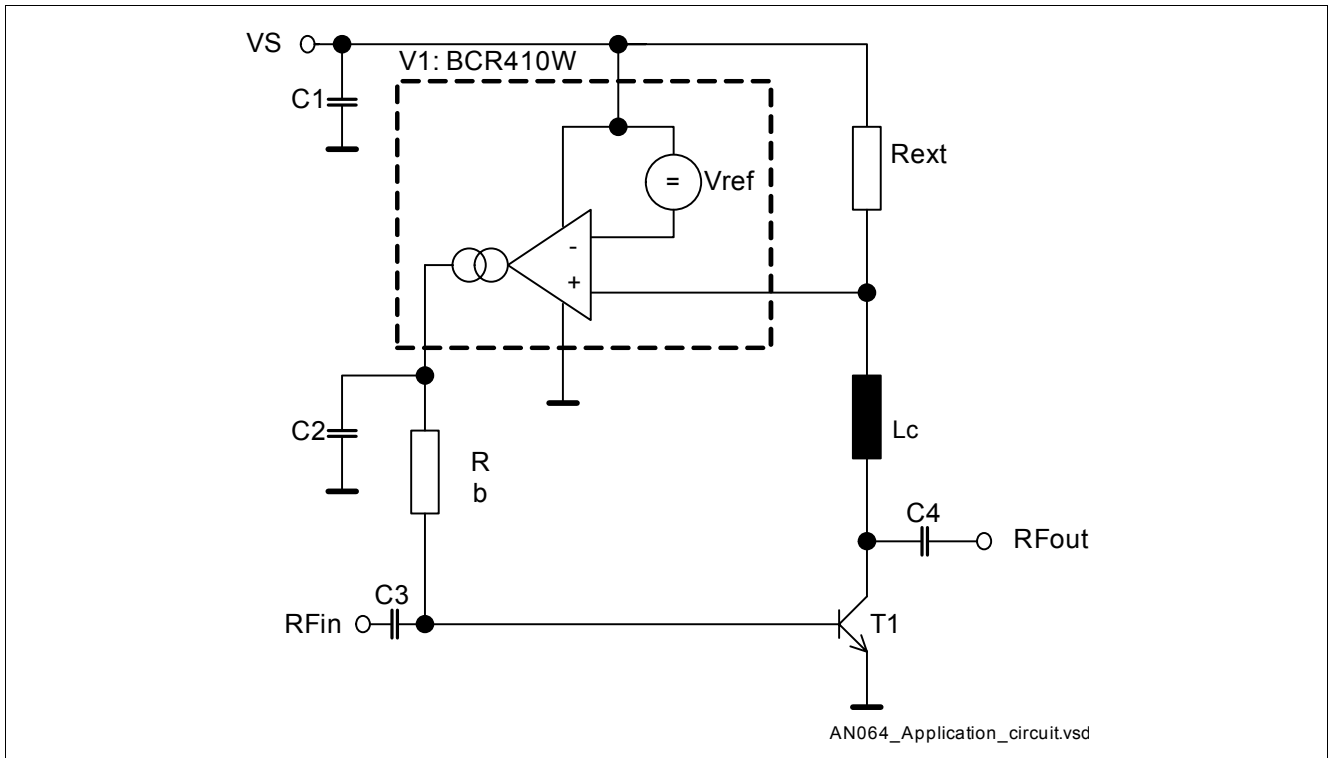 VS
V1: BCR410W
C1
Rext
=
Vref
-
+
C2
R
b
Lc
C4
RFout
C3
RFin
T1
AN064_Application_circuit.vsd